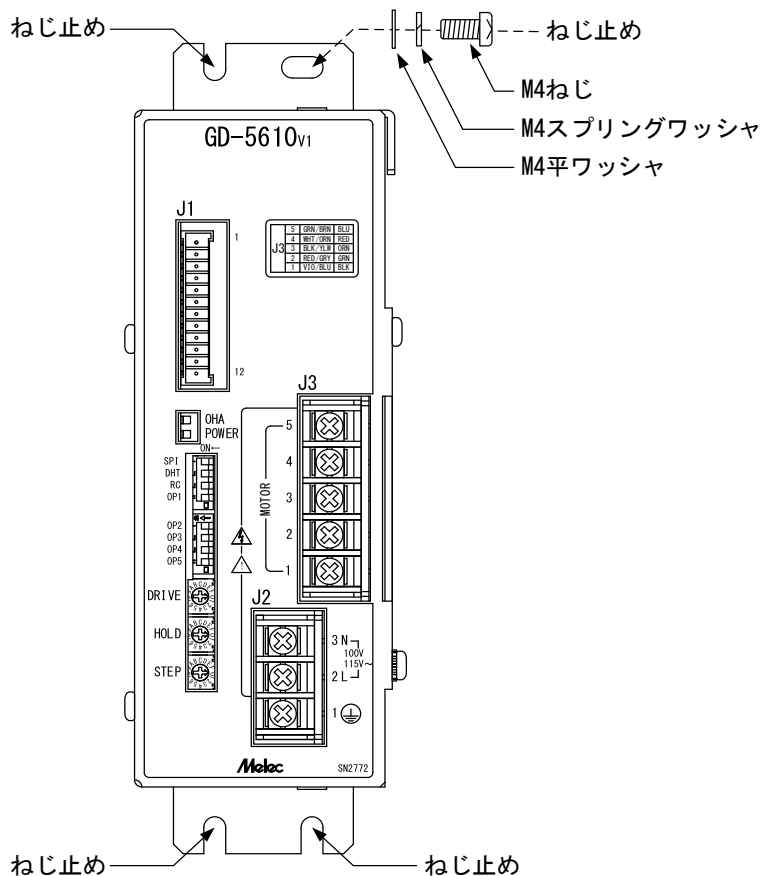 ねじ止め
ねじ止め
M4ねじ
M4スプリングワッシャ
M4平ワッシャ
GD-5610V1
J1
1
12
J3
5 GRN/BRN BLU
4 WHT/ORN RED
3 BLK/YLW ORN
2 RED/GRY GRN
1 VIO/BLU BLK
J3
OHA
POWER
ON←
SPI
DHT
RC
OP1
OP2
OP3
OP4
OP5
DRIVE
HOLD
STEP
MOTOR
5
4
3
2
1
J2
3 N
100V
115V~
2 L
1
Melec
SN2772
ねじ止め
ねじ止め